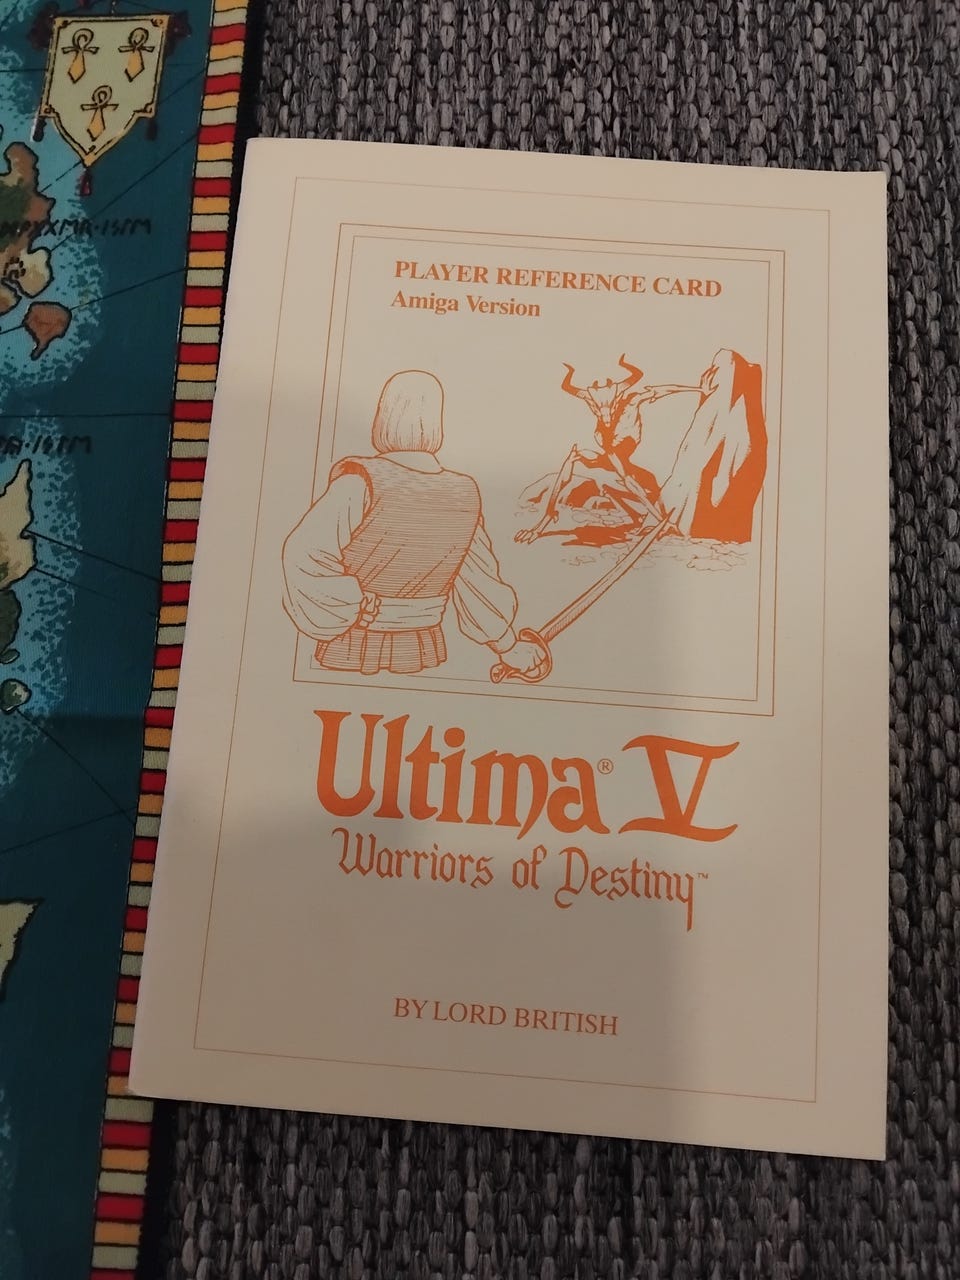 PLAYER REFERENCE CARD
Amiga Version
Ultima® V
Warriors of Destiny™
BY LORD BRITISH